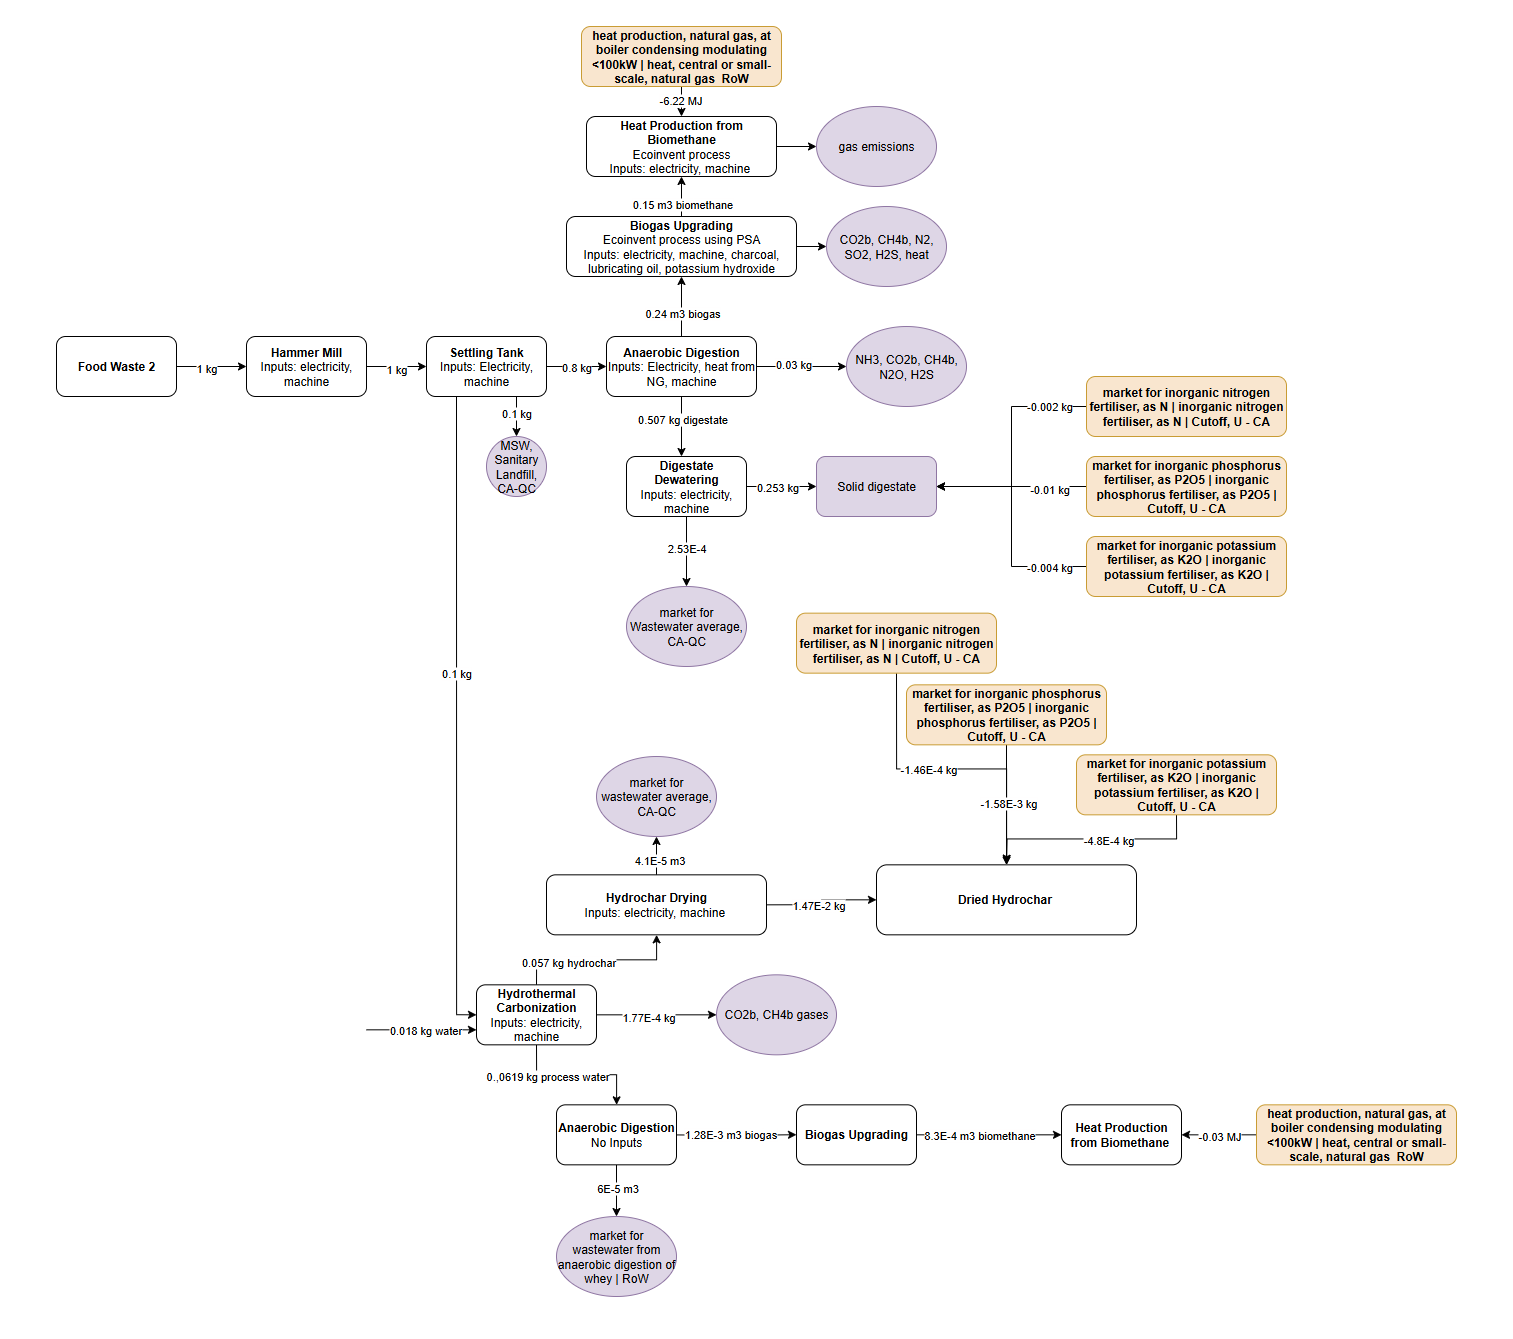 heat production, natural gas, at
boiler condensing modulating
<100kW | heat, central or small-
scale, natural gas  RoW
-6.22 MJ
Heat Production from
Biomethane
Ecoinvent process
Inputs: electricity, machine
gas emissions
0.15 m3 biomethane
Biogas Upgrading
Ecoinvent process using PSA
Inputs: electricity, machine, charcoal,
lubricating oil, potassium hydroxide
CO2b, CH4b, N2,
SO2, H2S, heat
0.24 m3 biogas
Food Waste 2
1 kg
Hammer Mill
Inputs: electricity,
machine
1 kg
Settling Tank
Inputs: Electricity,
machine
0.8 kg
Anaerobic Digestion
Inputs: Electricity, heat from
NG, machine
0.03 kg
NH3, CO2b, CH4b,
N2O, H2S
0.1 kg
MSW,
Sanitary
Landfill,
CA-QC
0.507 kg digestate
Digestate
Dewatering
Inputs: electricity,
machine
0.253 kg
Solid digestate
-0.002 kg
market for inorganic nitrogen
fertiliser, as N | inorganic nitrogen
fertiliser, as N | Cutoff, U - CA
-0.01 kg
market for inorganic phosphorus
fertiliser, as P2O5 | inorganic
phosphorus fertiliser, as P2O5 |
Cutoff, U - CA
-0.004 kg
market for inorganic potassium
fertiliser, as K2O | inorganic
potassium fertiliser, as K2O |
Cutoff, U - CA
2.53E-4
market for
Wastewater average,
CA-QC
market for inorganic nitrogen
fertiliser, as N | inorganic nitrogen
fertiliser, as N | Cutoff, U - CA
0.1 kg
market for inorganic phosphorus
fertiliser, as P2O5 | inorganic
phosphorus fertiliser, as P2O5 |
Cutoff, U - CA
-1.46E-4 kg
market for inorganic potassium
fertiliser, as K2O | inorganic
potassium fertiliser, as K2O |
Cutoff, U - CA
-1.58E-3 kg
-4.8E-4 kg
market for
wastewater average,
CA-QC
4.1E-5 m3
Hydrochar Drying
Inputs: electricity, machine
1.47E-2 kg
Dried Hydrochar
0.057 kg hydrochar
Hydrothermal
Carbonization
Inputs: electricity,
machine
0.018 kg water
1.77E-4 kg
CO2b, CH4b gases
0.,0619 kg process water
Anaerobic Digestion
No Inputs
1.28E-3 m3 biogas
Biogas Upgrading
8.3E-4 m3 biomethane
Heat Production
from Biomethane
-0.03 MJ
heat production, natural gas, at
boiler condensing modulating
<100kW | heat, central or small-
scale, natural gas  RoW
6E-5 m3
market for
wastewater from
anaerobic digestion of
whey | RoW